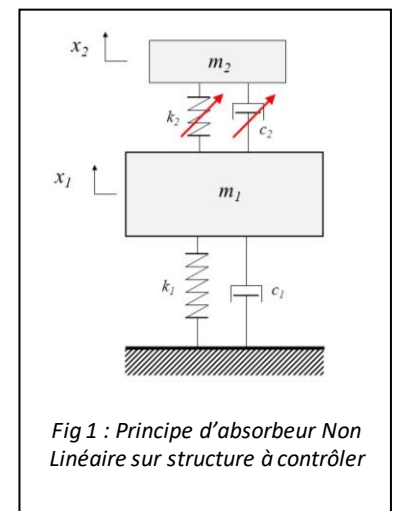 x₂
m₂
k₂
c₂
x₁
m₁
k₁
c₁
Fig 1 : Principe d'absorbeur Non
Linéaire sur structure à contrôler